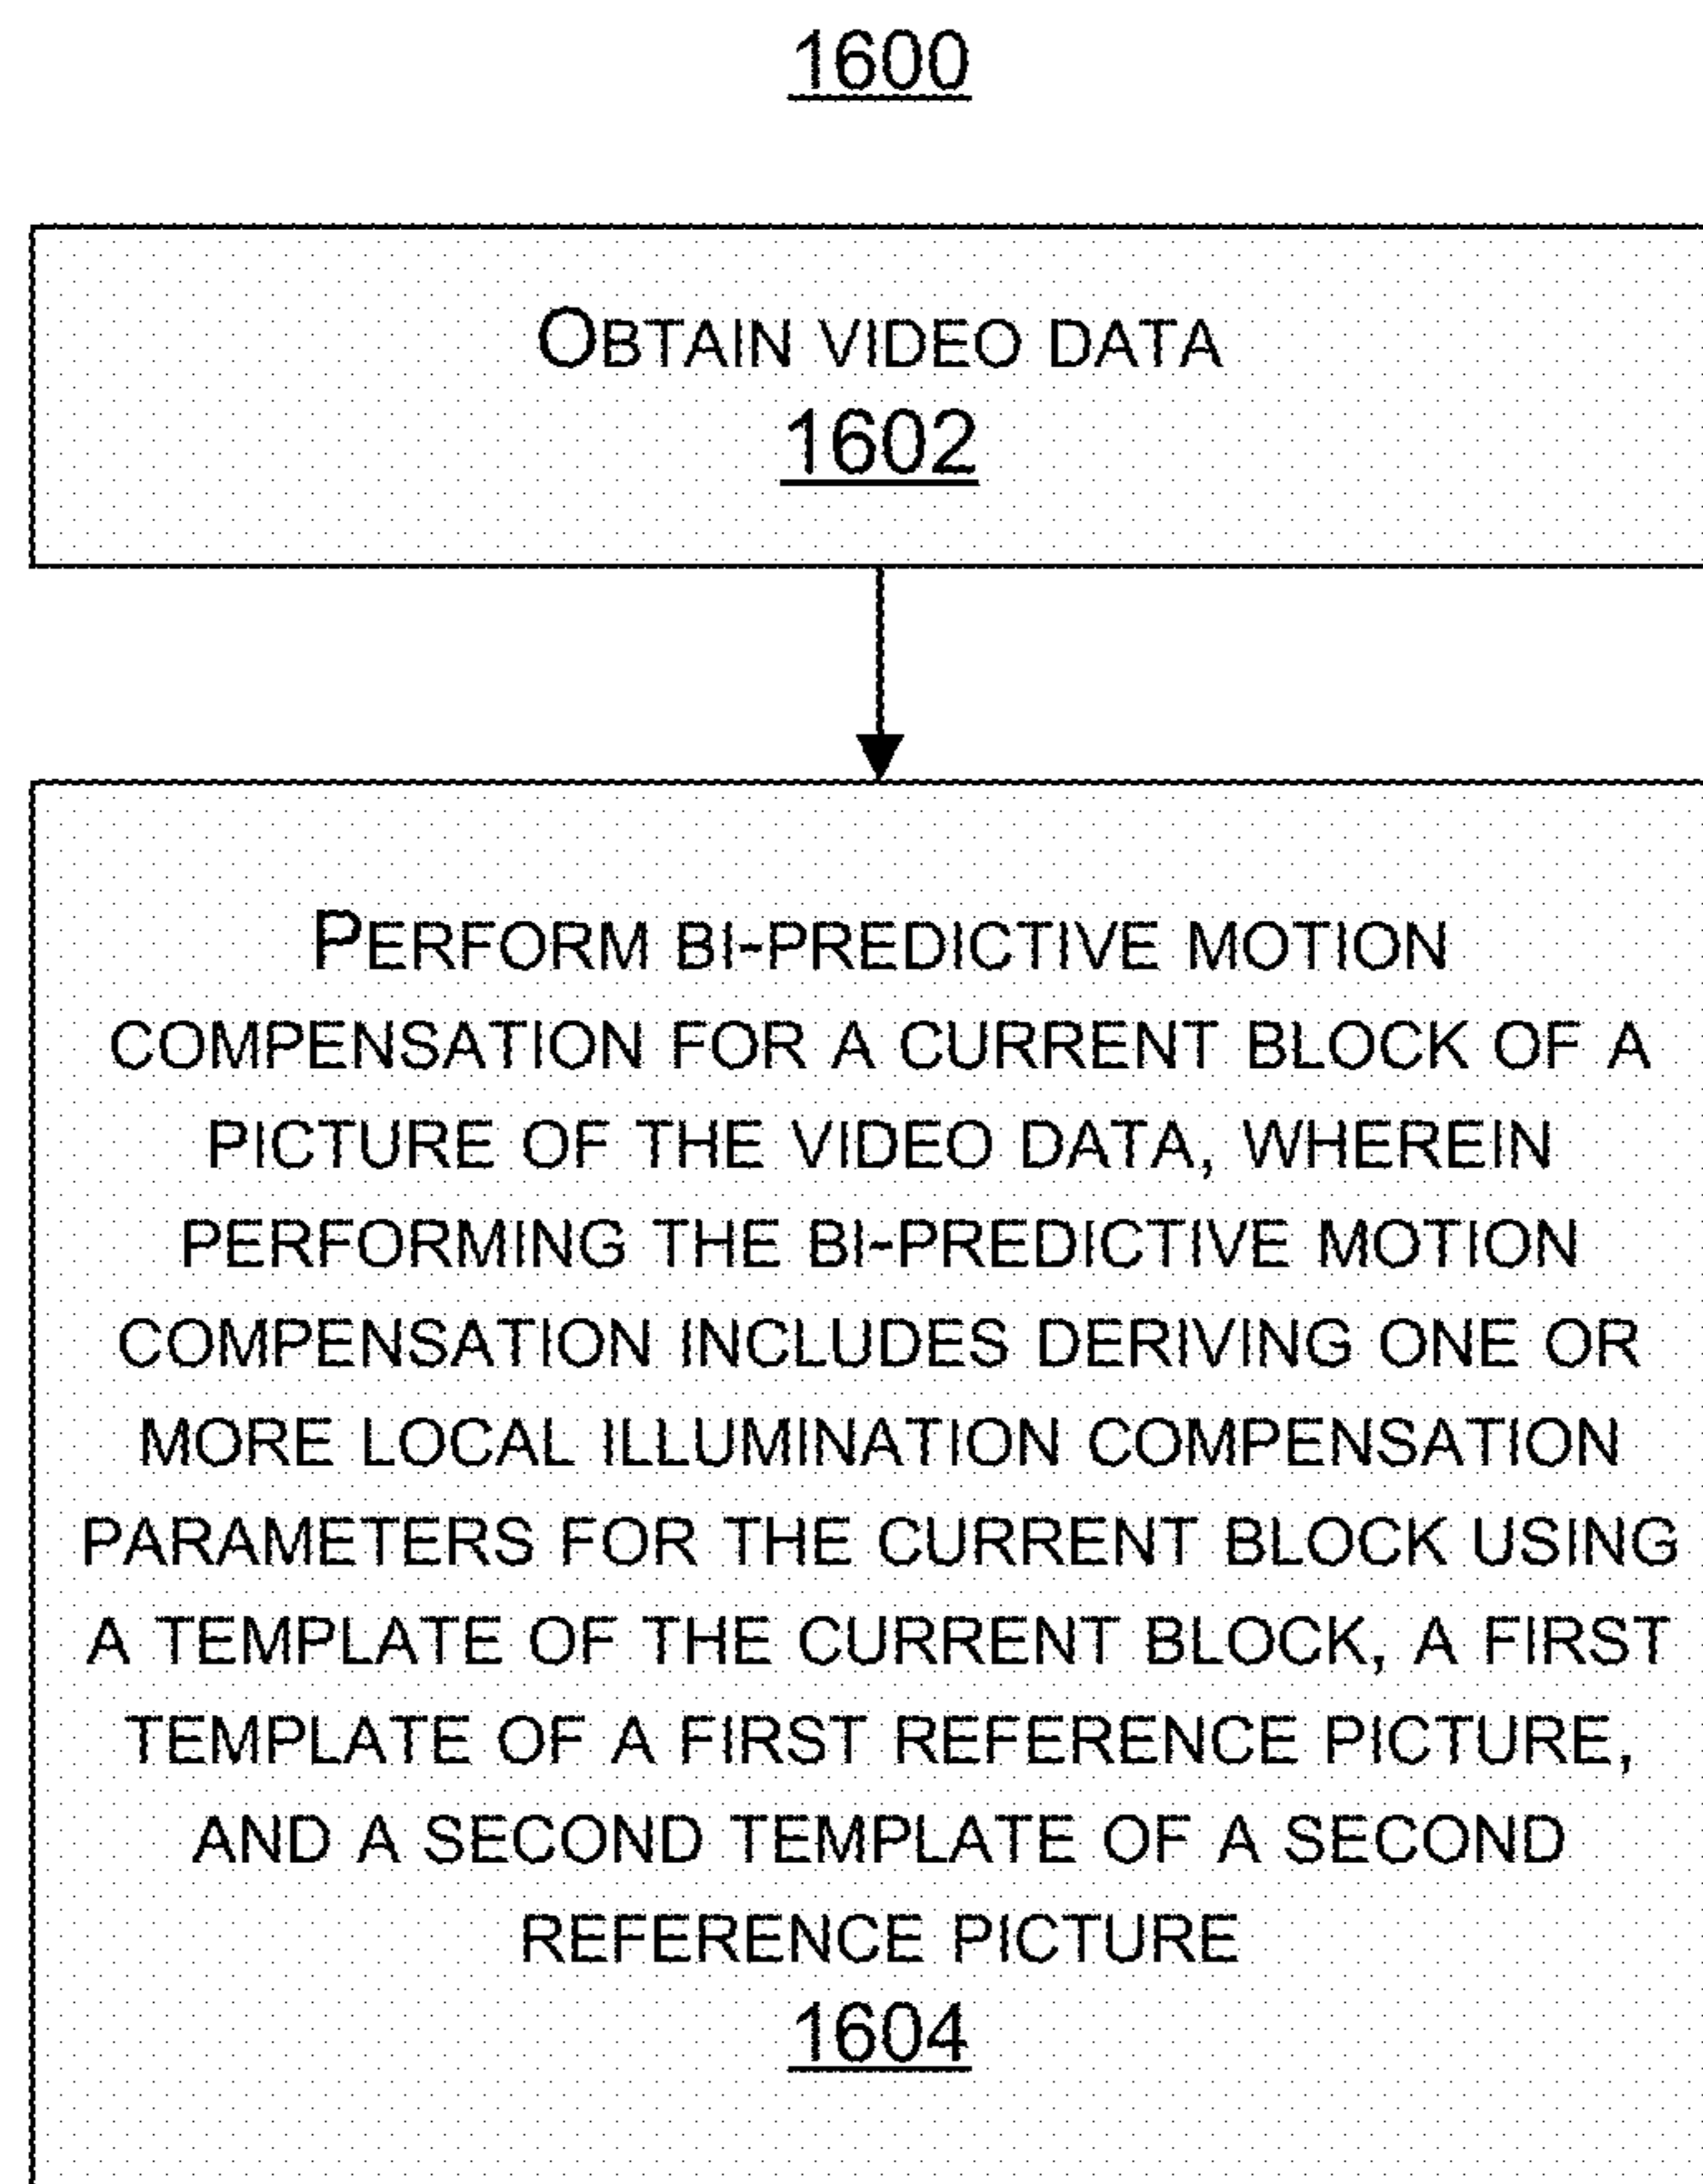 1600
OBTAIN VIDEO DATA
1602
PERFORM BI-PREDICTIVE MOTION
COMPENSATION FOR A CURRENT BLOCK OF A
PICTURE OF THE VIDEO DATA, WHEREIN
PERFORMING THE BI-PREDICTIVE MOTION
COMPENSATION INCLUDES DERIVING ONE OR
MORE LOCAL ILLUMINATION COMPENSATION
PARAMETERS FOR THE CURRENT BLOCK USING
A TEMPLATE OF THE CURRENT BLOCK, A FIRST
TEMPLATE OF A FIRST REFERENCE PICTURE,
AND A SECOND TEMPLATE OF A SECOND
REFERENCE PICTURE
1604